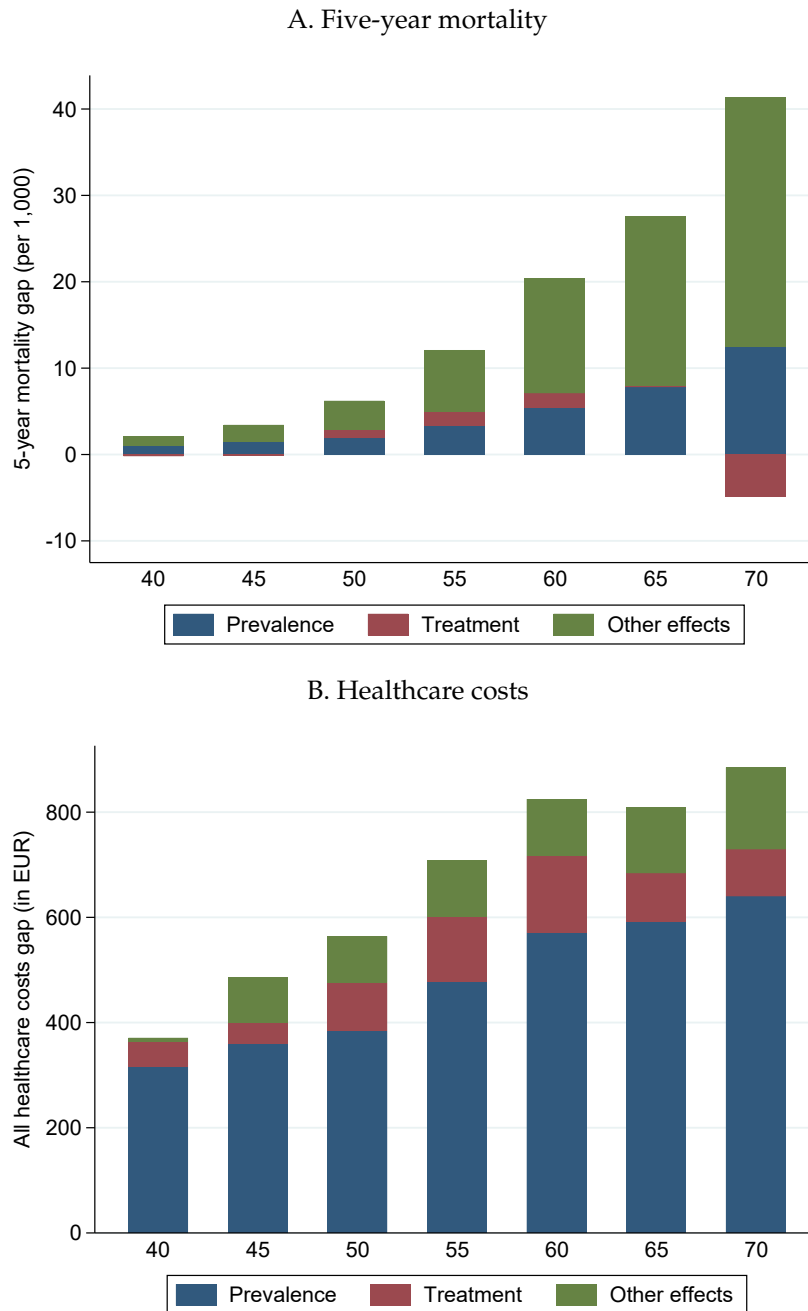 A. Five-year mortality
5-year mortality gap (per 1,000)
40
30
20
10
0
-10
40 45 50 55 60 65 70
Prevalence Treatment Other effects
B. Healthcare costs
All healthcare costs gap (in EUR)
800
600
400
200
0
40 45 50 55 60 65 70
Prevalence Treatment Other effects